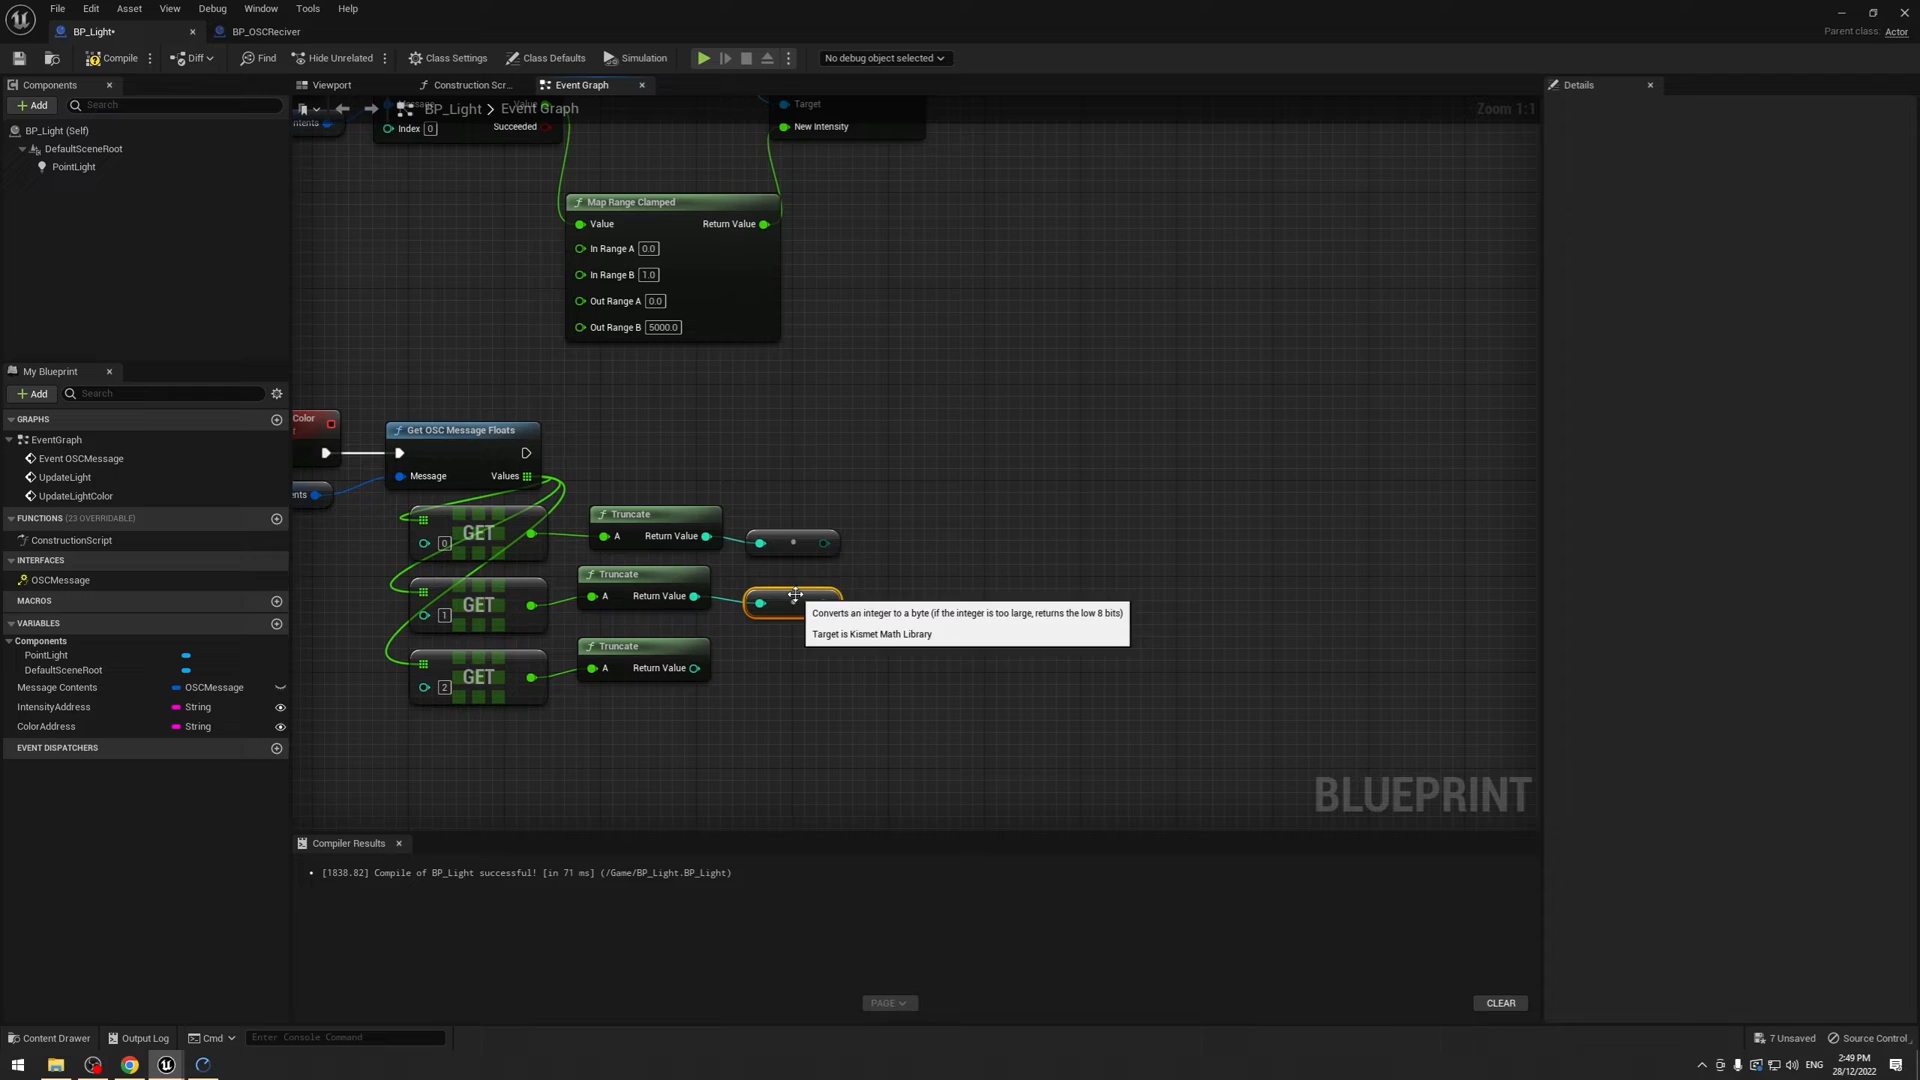 File Edit Asset View Debug Window Tools Help
BP_Light• BP_OSCReciver
Parent class: Actor
Compile Diff Find Hide Unrelated Class Settings Class Defaults Simulation No debug object selected
Components
Add Search
BP_Light (Self)
DefaultSceneRoot
PointLight
Viewport Construction Scr... Event Graph Details
BP_Light > Event Graph
Zoom 1:1
Message Value
ents Index 0 Succeeded
Target
New Intensity
Map Range Clamped
Value Return Value
In Range A 0.0
In Range B 1.0
Out Range A 0.0
Out Range B 5000.0
My Blueprint
Add Search
GRAPHS
EventGraph
Event OSCMessage
UpdateLight
UpdateLightColor
FUNCTIONS (23 OVERRIDABLE)
ConstructionScript
INTERFACES
OSCMessage
MACROS
VARIABLES
Components
PointLight
DefaultSceneRoot
Message Contents OSCMessage
IntensityAddress String
ColorAddress String
EVENT DISPATCHERS
Color
t
ents
Get OSC Message Floats
Message Values
GET
0
Truncate
A Return Value
GET
1
Truncate
A Return Value
GET
2
Truncate
A Return Value
Converts an integer to a byte (if the integer is too large, returns the low 8 bits)
Target is Kismet Math Library
BLUEPRINT
Compiler Results
• [1838.82] Compile of BP_Light successful! [in 71 ms] (/Game/BP_Light.BP_Light)
PAGE
CLEAR
Content Drawer Output Log Cmd Enter Console Command 7 Unsaved Source Control
ENG
2:49 PM
28/12/2022